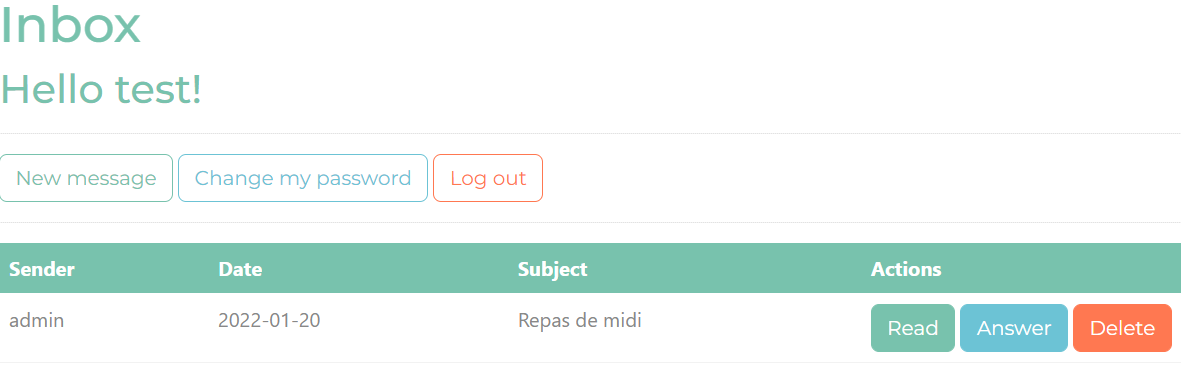 Inbox
Hello test!
New message Change my password Log out
Sender Date Subject Actions
admin 2022-01-20 Repas de midi Read Answer Delete